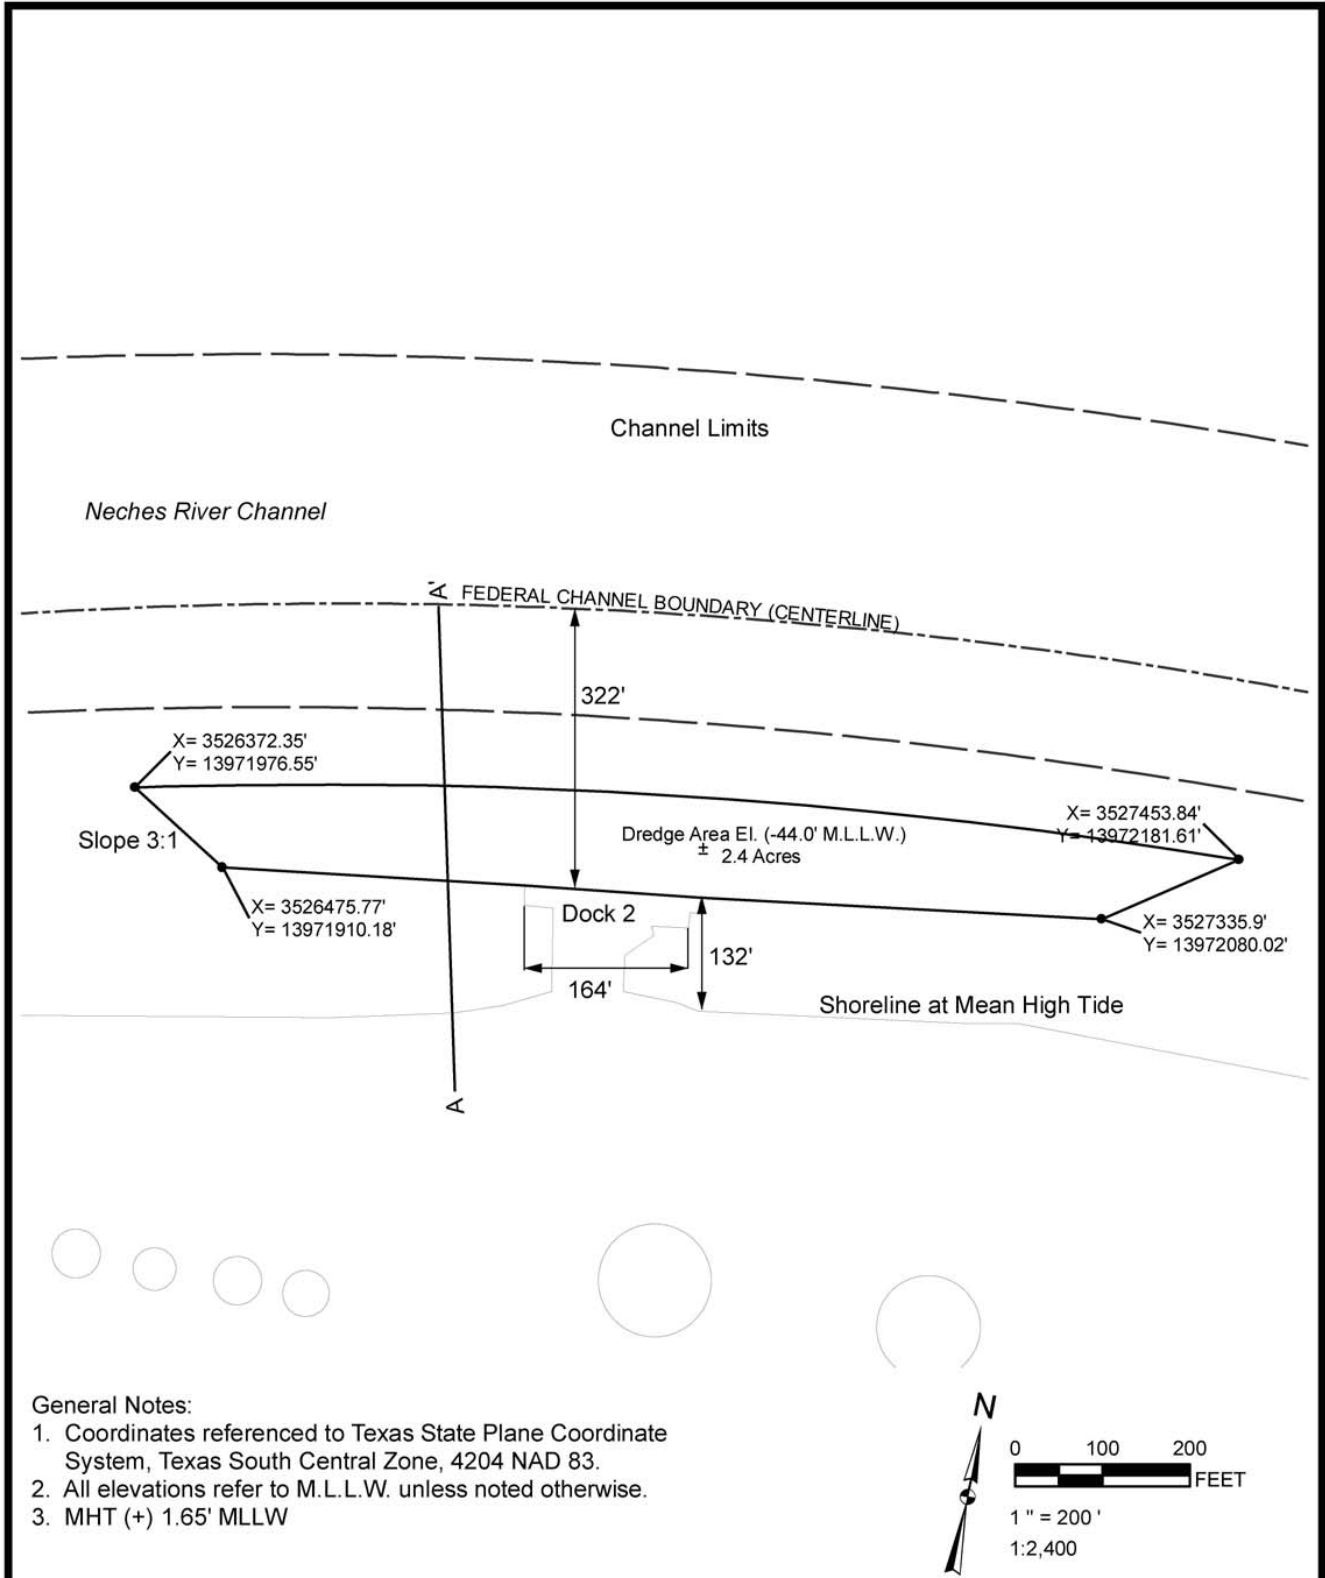 Channel Limits
Neches River Channel
A'
FEDERAL CHANNEL BOUNDARY (CENTERLINE)
322'
X= 3526372.35'
Y= 13971976.55'
Slope 3:1
X= 3527453.84'
Y= 13972181.61'
Dredge Area El. (-44.0' M.L.L.W.)
± 2.4 Acres
X= 3526475.77'
Y= 13971910.18'
Dock 2
X= 3527335.9'
Y= 13972080.02'
132'
164'
Shoreline at Mean High Tide
A
General Notes:
1. Coordinates referenced to Texas State Plane Coordinate
System, Texas South Central Zone, 4204 NAD 83.
2. All elevations refer to M.L.L.W. unless noted otherwise.
3. MHT (+) 1.65' MLLW
N
0 100 200
FEET
1 " = 200 '
1:2,400